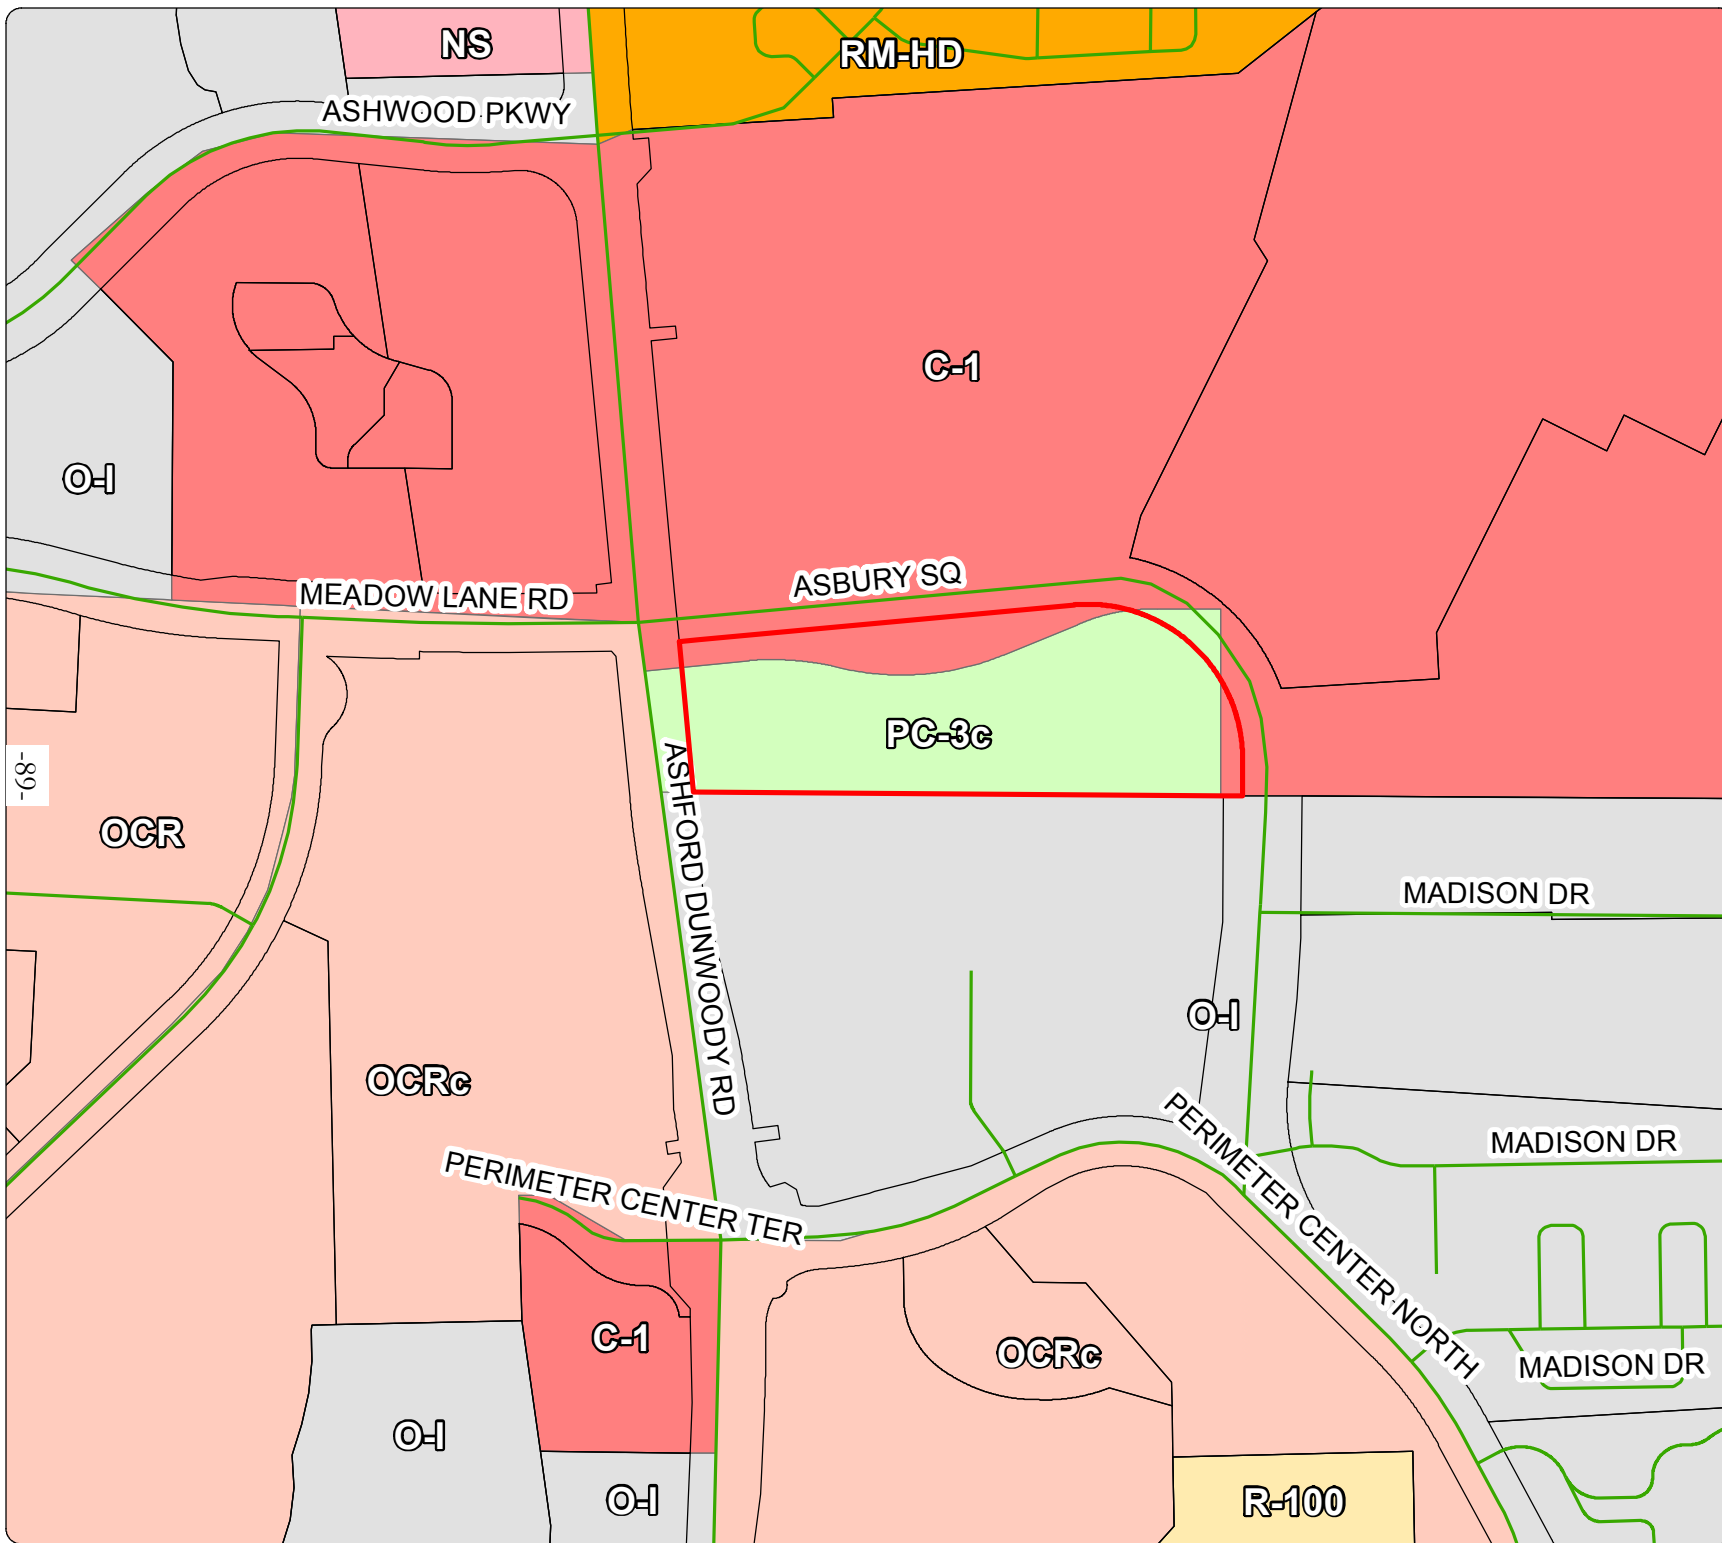 NS
RM-HD
ASHWOOD PKWY
C-1
O-I
ASBURY SQ
MEADOW LANE RD
PC-3c
-89-
OCR
ASHFORD DUNWOODY RD
MADISON DR
O-I
OCRc
PERIMETER CENTER NORTH
MADISON DR
PERIMETER CENTER TER
C-1
OCRc
MADISON DR
O-I
O-I
R-100